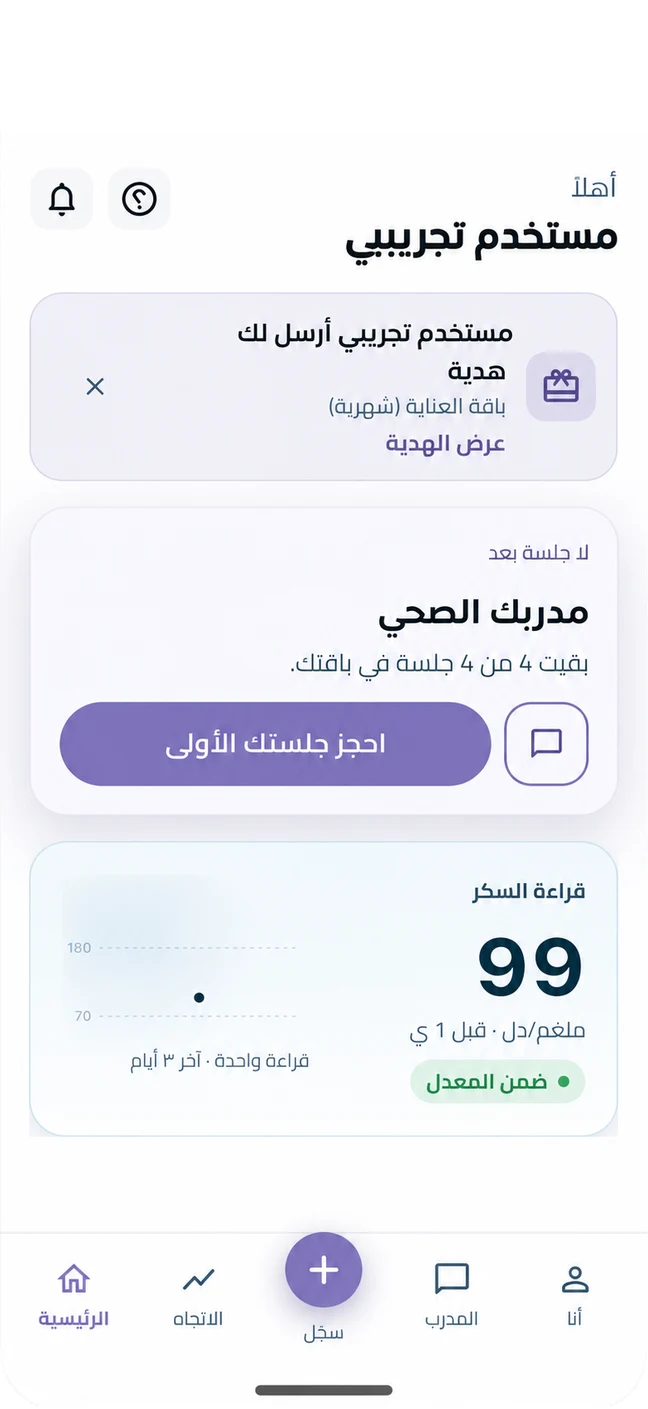 أهلاً
مستخدم تجريبي
مستخدم تجريبي أرسل لك
هدية
باقة العناية (شهرية)
عرض الهدية
لا جلسة بعد
مدربك الصحي
بقيت 4 من 4 جلسة في باقتك.
احجز جلستك الأولى
قراءة السكر
99
ملغم/دل · قبل 1 ي
ضمن المعدل
180
70
قراءة واحدة · آخر ٣ أيام
أنا
المدرب
سجّل
الاتجاه
الرئيسية